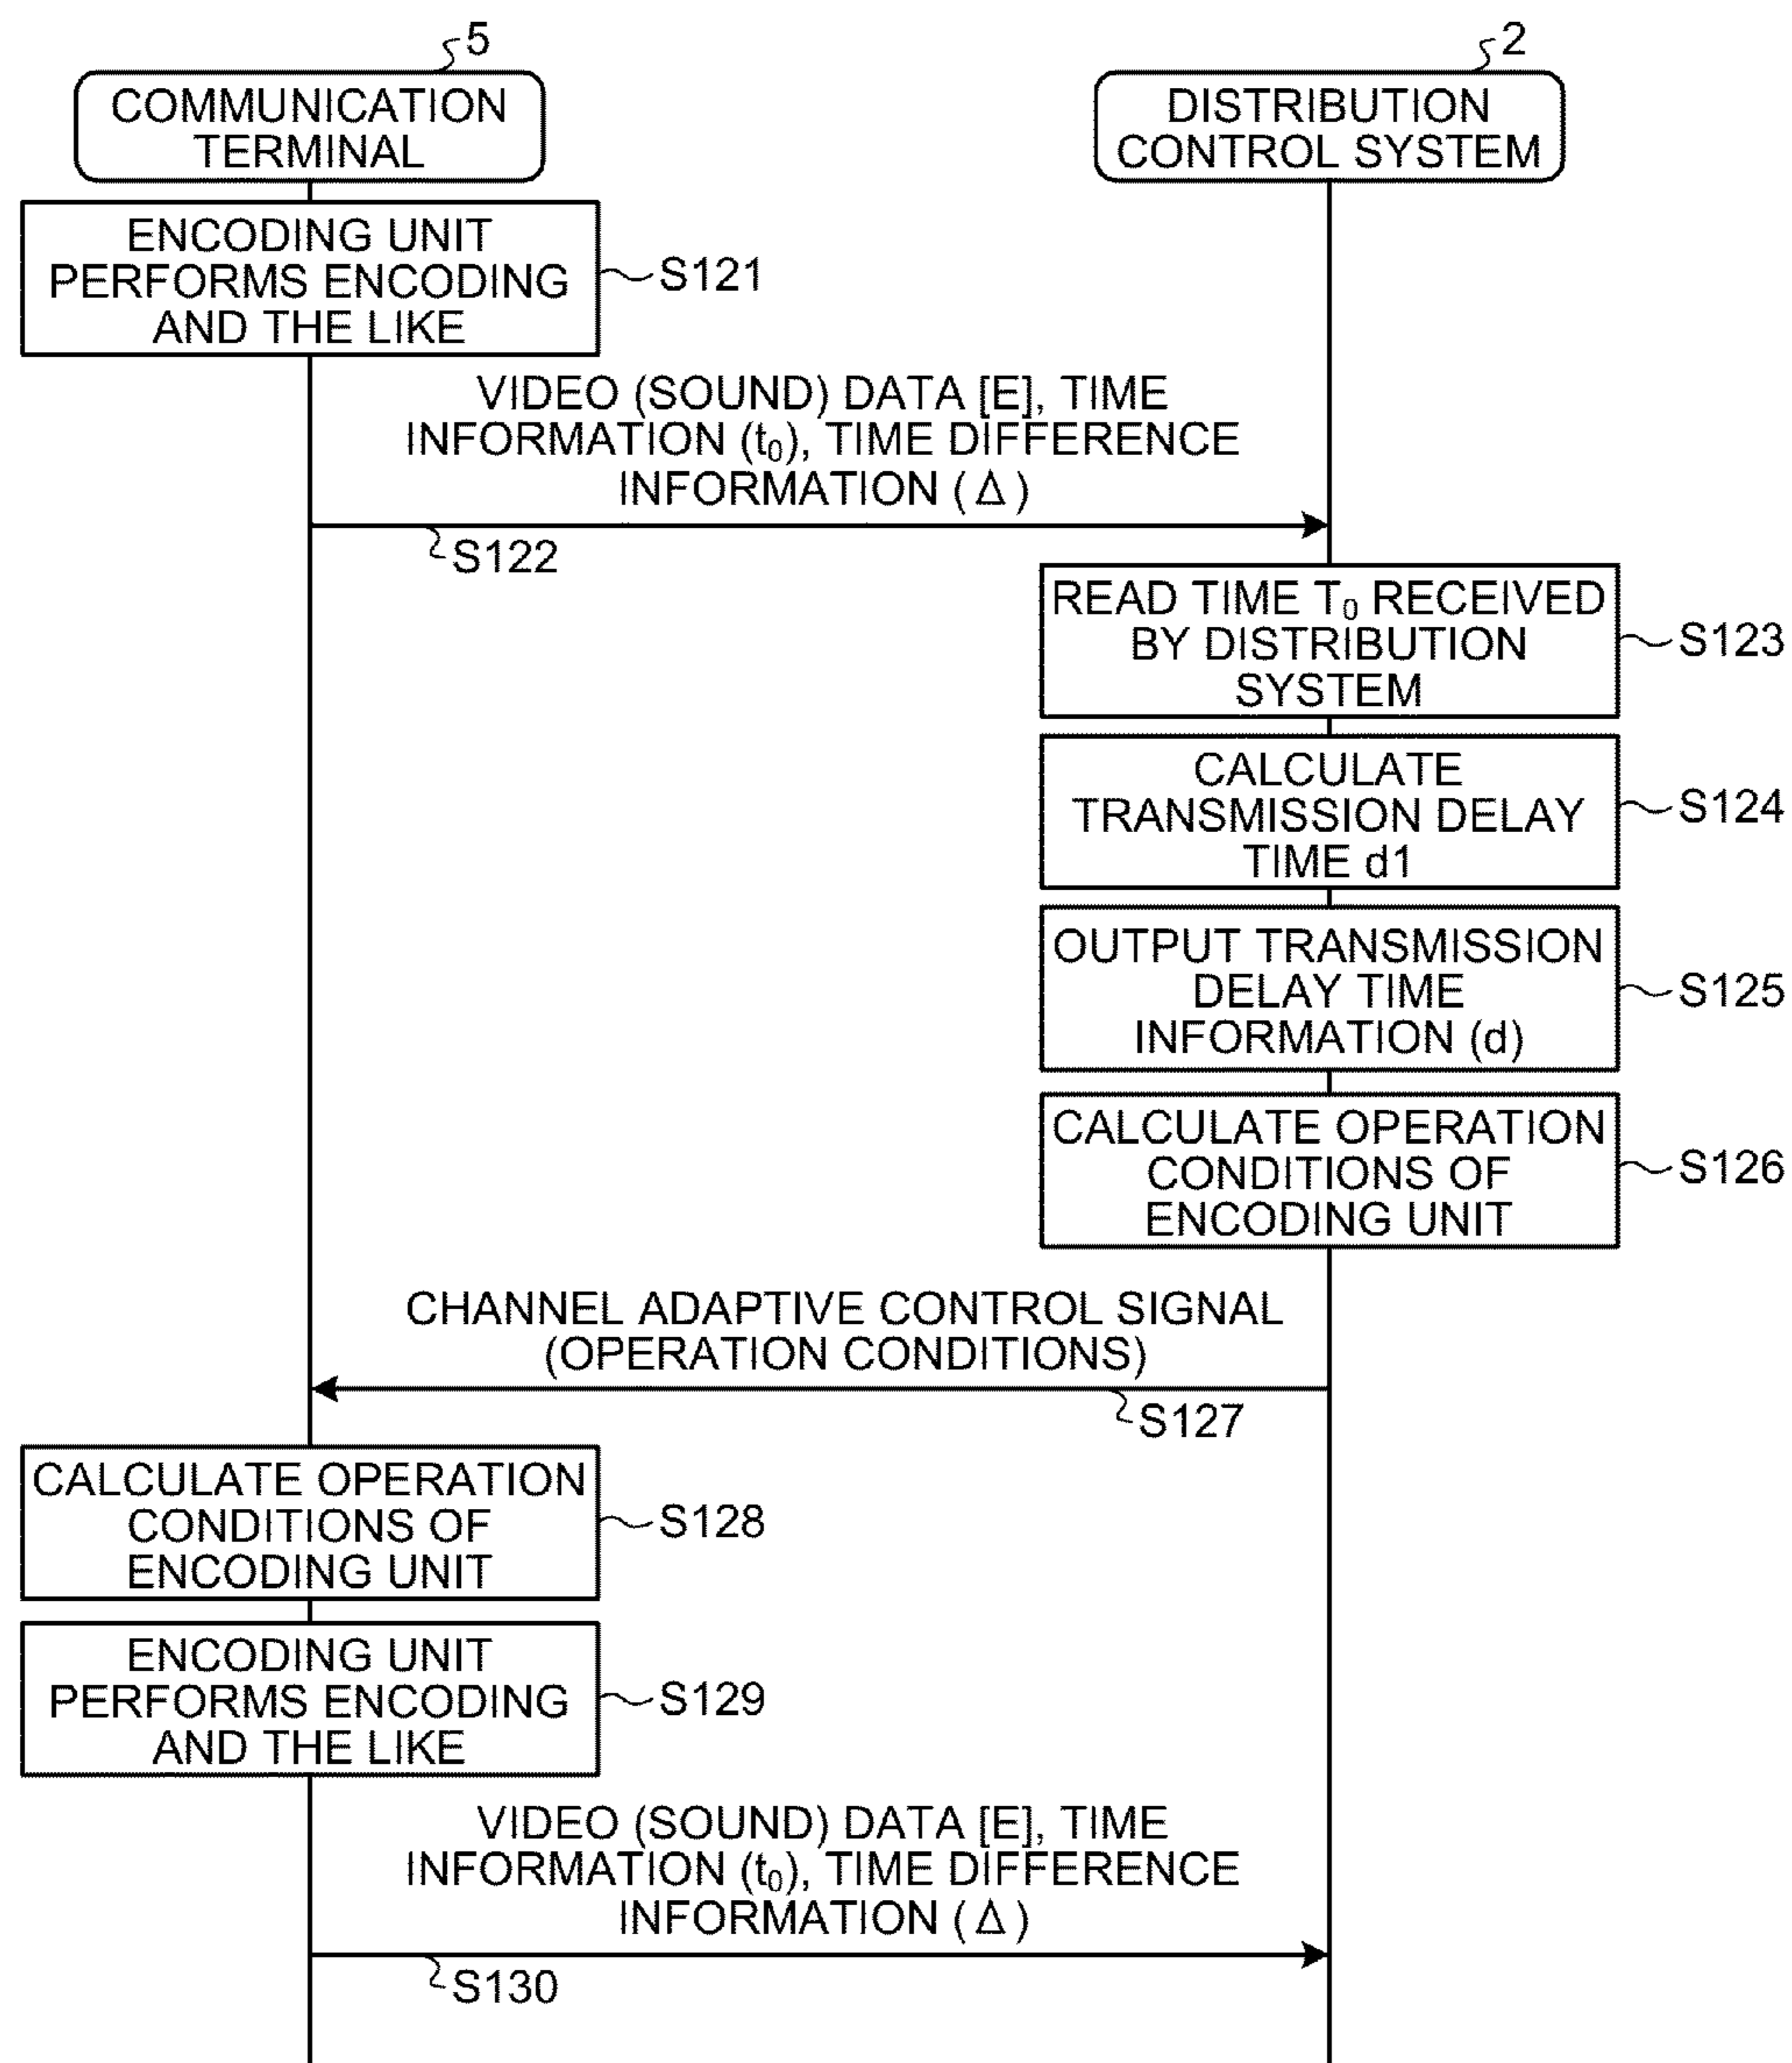 5
COMMUNICATION
TERMINAL
2
DISTRIBUTION
CONTROL SYSTEM
ENCODING UNIT
PERFORMS ENCODING
AND THE LIKE
S121
VIDEO (SOUND) DATA [E], TIME
INFORMATION (t₀), TIME DIFFERENCE
INFORMATION (Δ)
S122
READ TIME T₀ RECEIVED
BY DISTRIBUTION
SYSTEM
S123
CALCULATE
TRANSMISSION DELAY
TIME d1
S124
OUTPUT TRANSMISSION
DELAY TIME
INFORMATION (d)
S125
CALCULATE OPERATION
CONDITIONS OF
ENCODING UNIT
S126
CHANNEL ADAPTIVE CONTROL SIGNAL
(OPERATION CONDITIONS)
S127
CALCULATE OPERATION
CONDITIONS OF
ENCODING UNIT
S128
ENCODING UNIT
PERFORMS ENCODING
AND THE LIKE
S129
VIDEO (SOUND) DATA [E], TIME
INFORMATION (t₀), TIME DIFFERENCE
INFORMATION (Δ)
S130